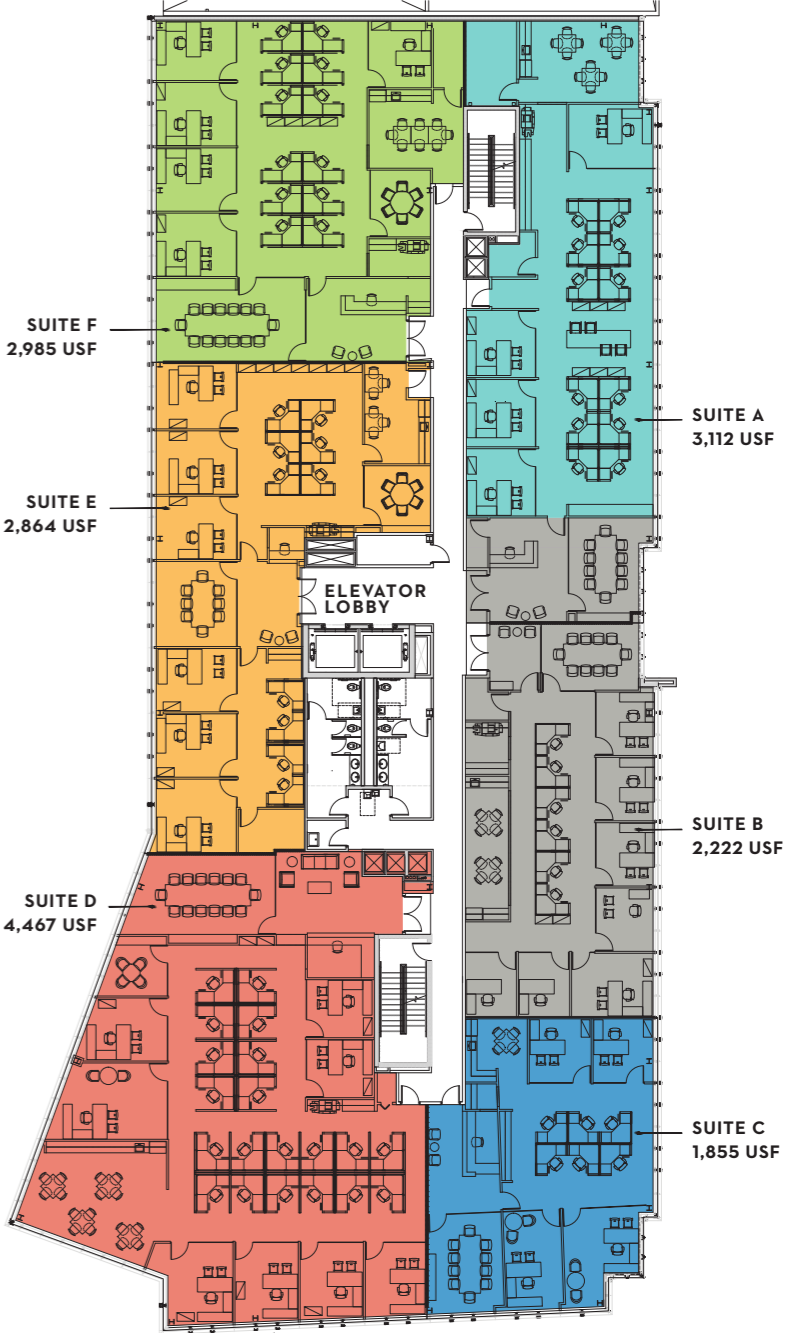 SUITE F
2,985 USF
SUITE A
3,112 USF
SUITE E
2,864 USF
ELEVATOR
LOBBY
SUITE B
2,222 USF
SUITE D
4,467 USF
SUITE C
1,855 USF